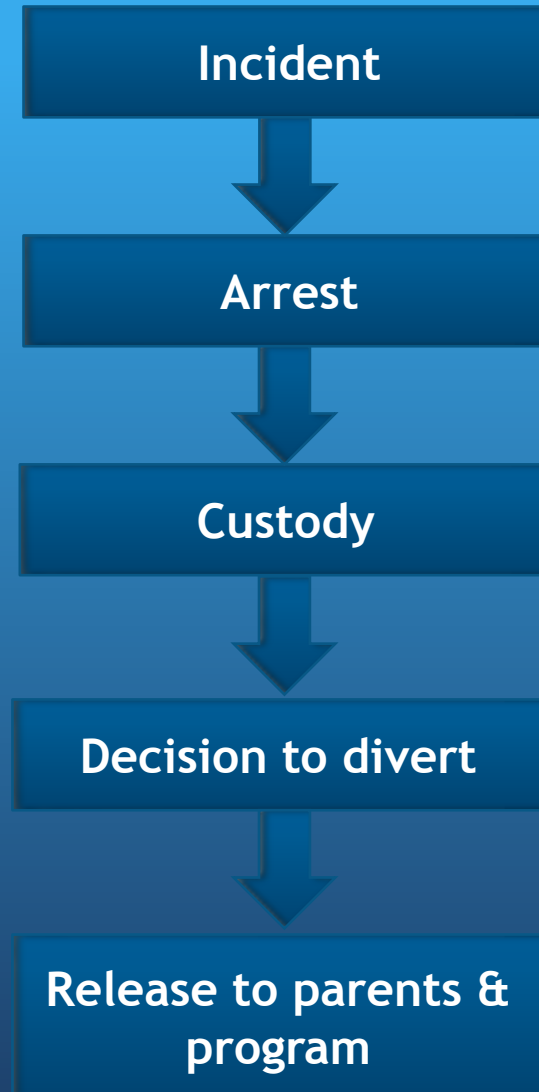 Incident
Arrest
Custody
Decision to divert
Release to parents &
program